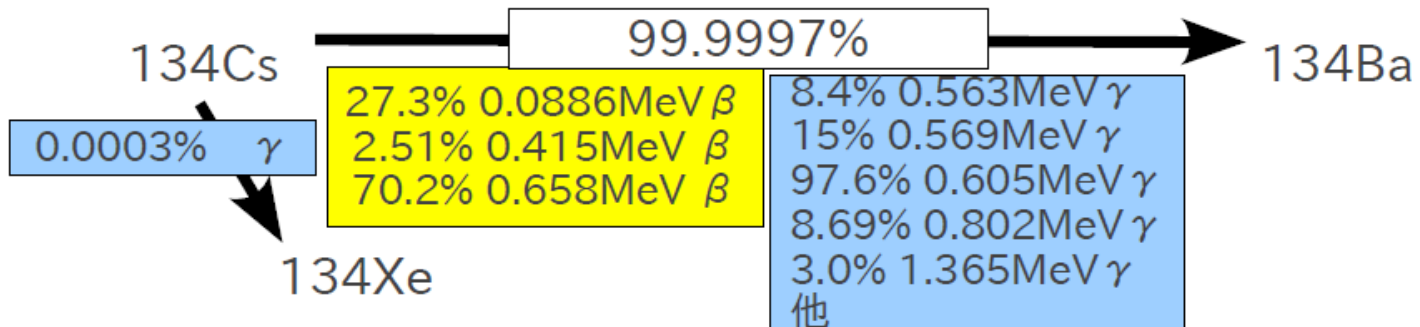 99.9997%
134Cs
134Ba
0.0003% γ
27.3% 0.0886MeV β
2.51% 0.415MeV β
70.2% 0.658MeV β
8.4% 0.563MeV γ
15% 0.569MeV γ
97.6% 0.605MeV γ
8.69% 0.802MeV γ
3.0% 1.365MeV γ
他
134Xe